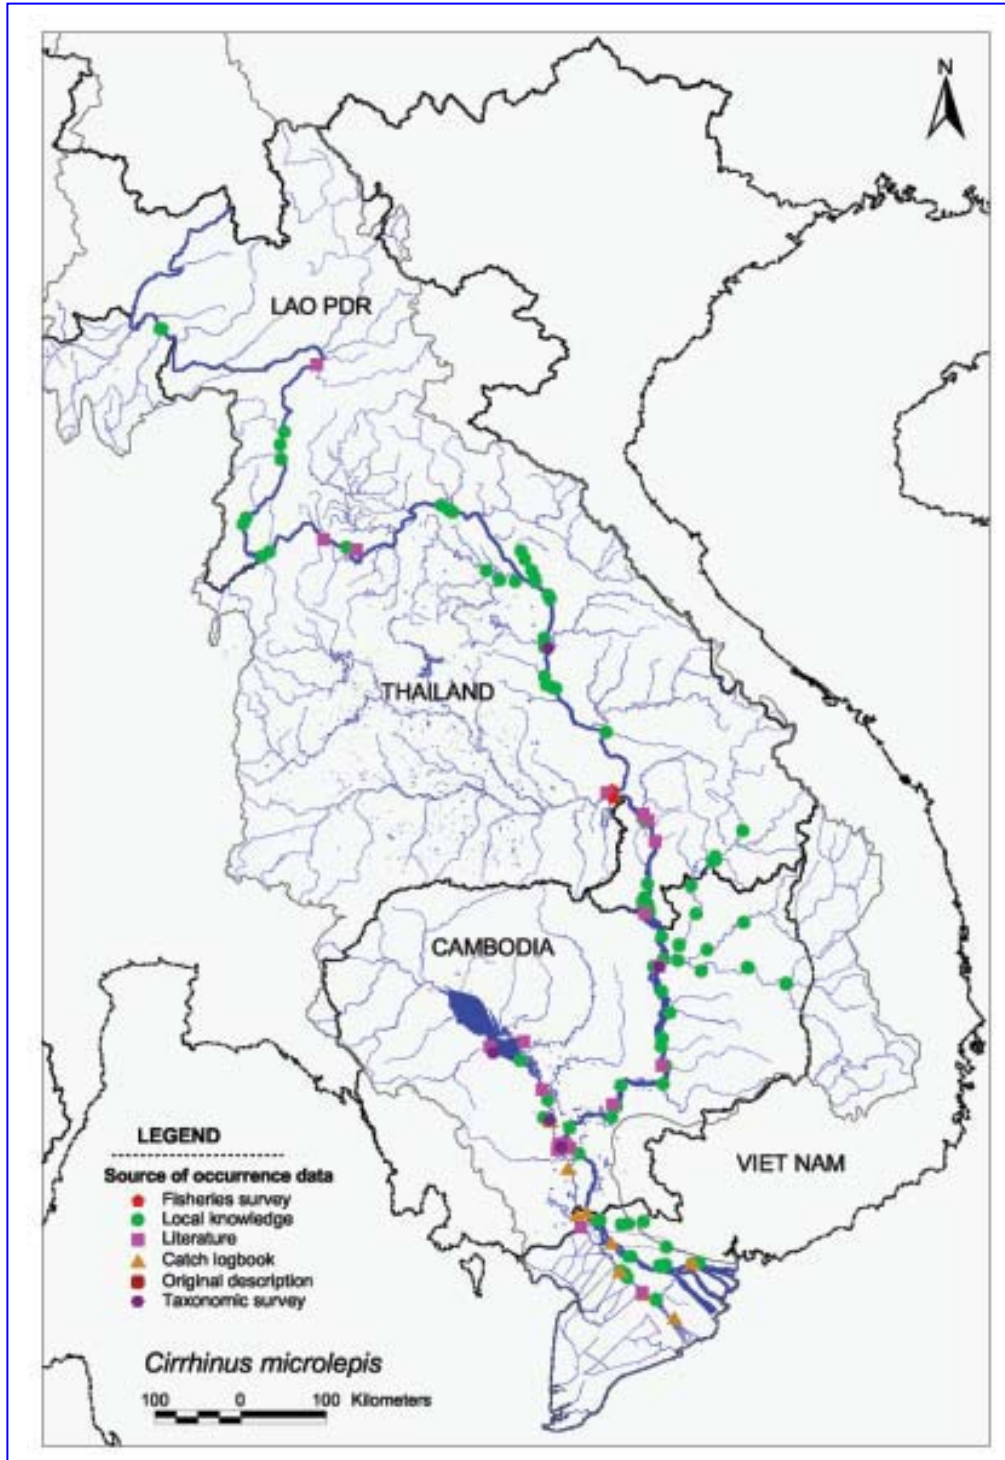 N
LAO PDR
THAILAND
CAMBODIA
VIET NAM
LEGEND
Source of occurrence data
Fisheries survey
Local knowledge
Literature
Catch logbook
Original description
Taxonomic survey
Cirrhinus microlepis
100 0 100 Kilometers